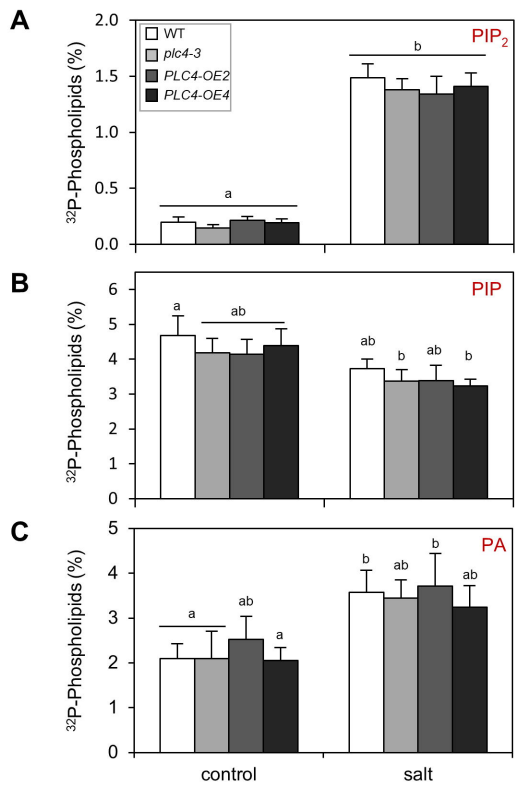 A
PIP₂
WT
plc4-3
PLC4-OE2
PLC4-OE4
³²P-Phospholipids (%)
2.0
1.5
1.0
0.5
0.0
a
b
B
PIP
³²P-Phospholipids (%)
6
5
4
3
2
1
0
a
ab
ab
b
ab
b
C
PA
³²P-Phospholipids (%)
5
4
3
2
1
0
a
ab
a
b
ab
b
ab
control
salt